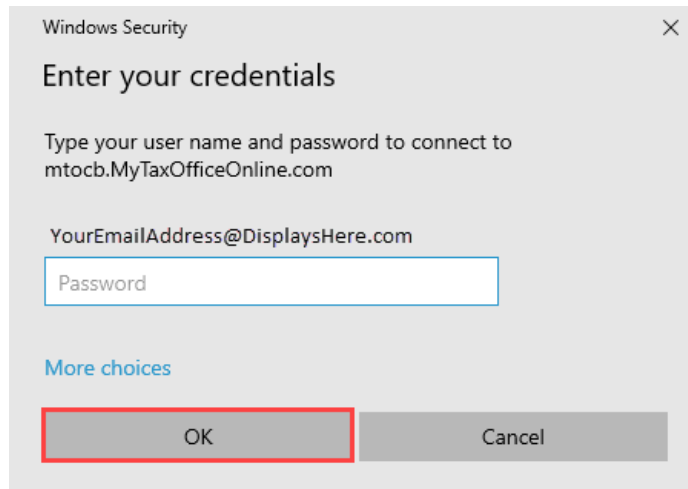 Windows Security
Enter your credentials
Type your user name and password to connect to
mtocb.MyTaxOfficeOnline.com
YourEmailAddress@DisplaysHere.com
Password
More choices
OK
Cancel